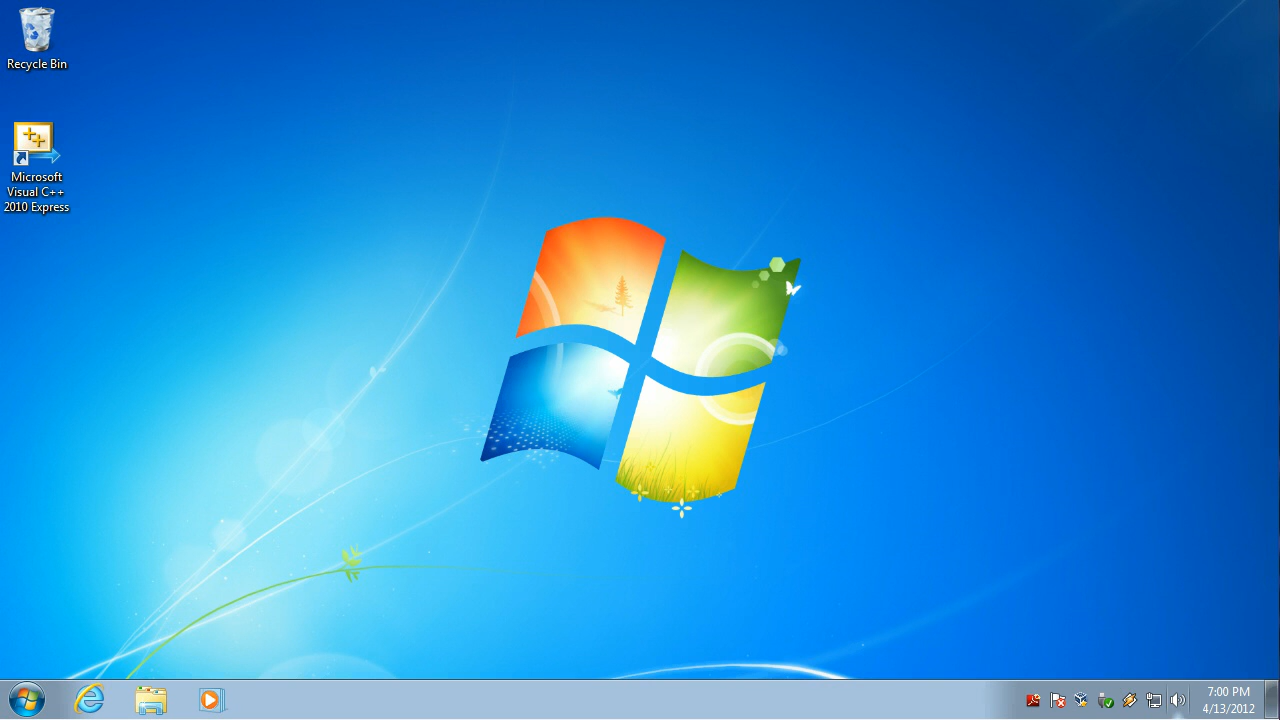 Recycle Bin
Microsoft
Visual C++
2010 Express
7:00 PM
4/13/2012